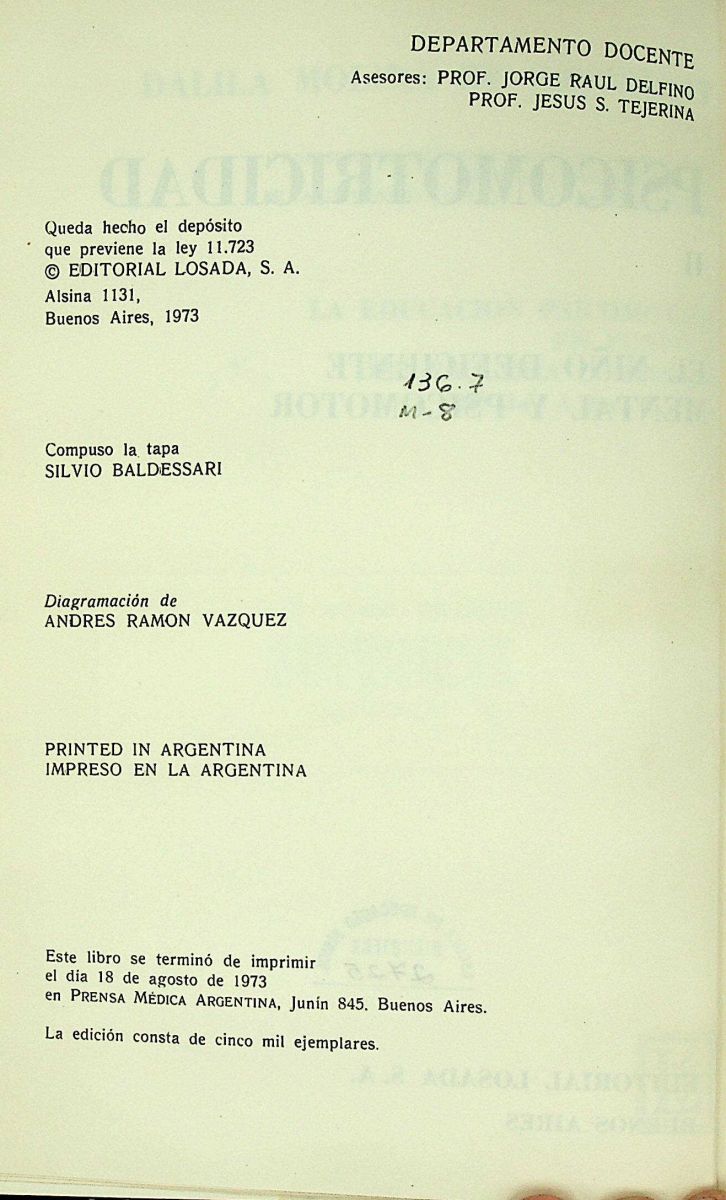 DEPARTAMENTO DOCENTE
Asesores: PROF. JORGE RAUL DELFINO
PROF. JESUS S. TEJERINA
Queda hecho el depósito
que previene la ley 11.723
© EDITORIAL LOSADA, S. A.
Alsina 1131,
Buenos Aires, 1973
136.7
M-8
Compuso la tapa
SILVIO BALDESSARI
Diagramación de
ANDRES RAMON VAZQUEZ
PRINTED IN ARGENTINA
IMPRESO EN LA ARGENTINA
Este libro se terminó de imprimir
el día 18 de agosto de 1973
en PRENSA MÉDICA ARGENTINA, Junín 845. Buenos Aires.
La edición consta de cinco mil ejemplares.